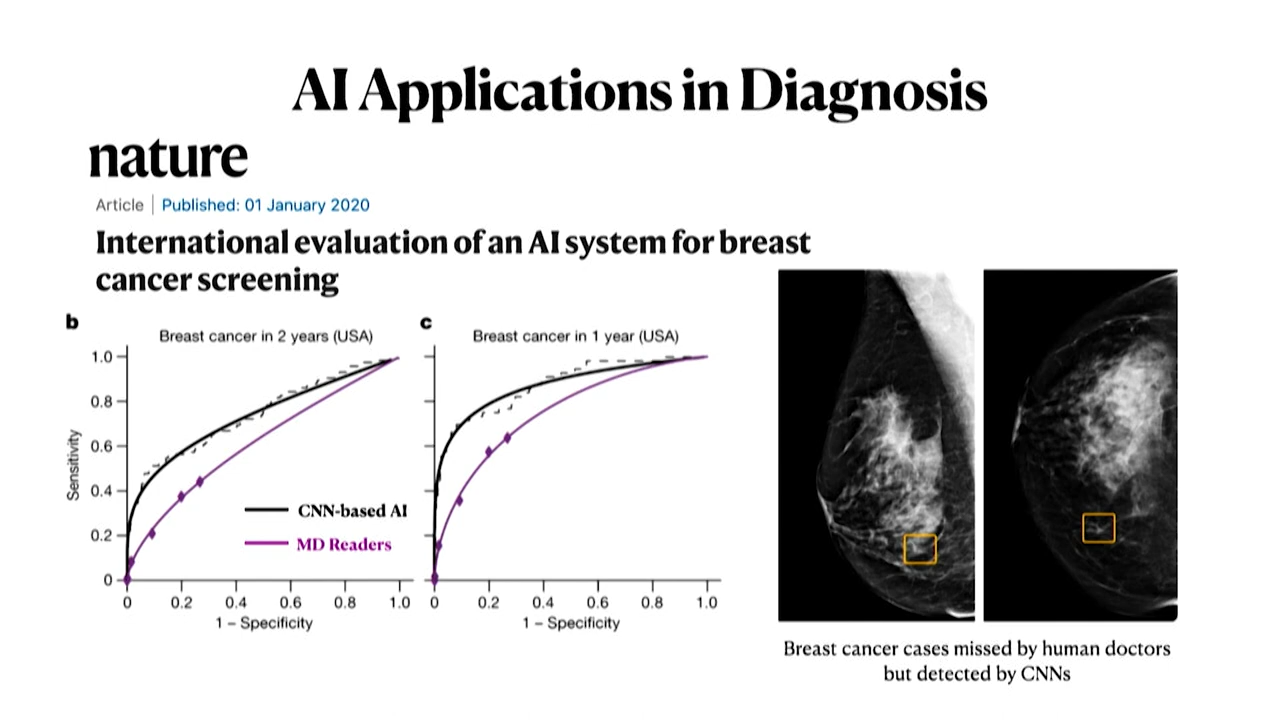 AI Applications in Diagnosis
nature
Article | Published: 01 January 2020
International evaluation of an AI system for breast
cancer screening
b
Breast cancer in 2 years (USA)
1.0
0.8
0.6
0.4
0.2
0
Sensitivity
CNN-based AI
MD Readers
0 0.2 0.4 0.6 0.8 1.0
1 – Specificity
c
Breast cancer in 1 year (USA)
0 0.2 0.4 0.6 0.8 1.0
1 – Specificity
Breast cancer cases missed by human doctors
but detected by CNNs